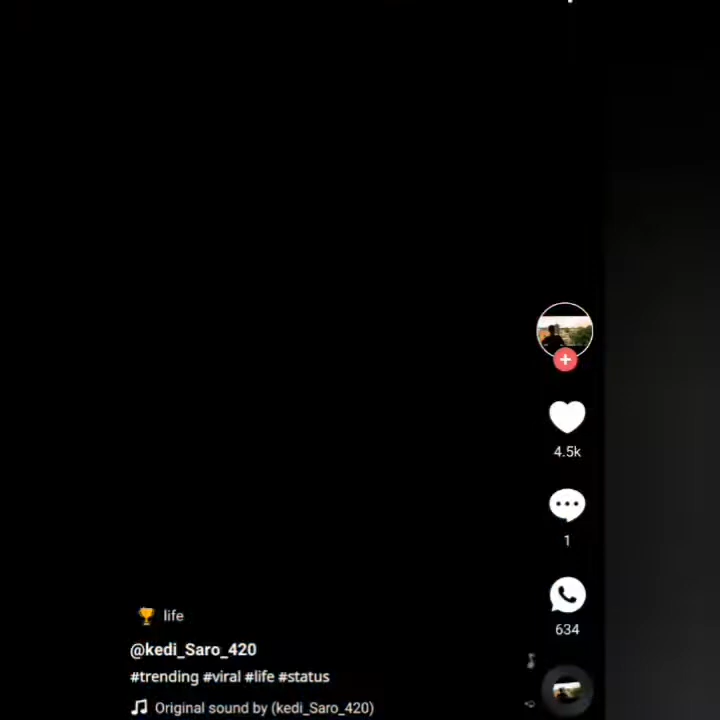 4.5k
1
634
life
@kedi_Saro_420
#trending #viral #life #status
Original sound by (kedi_Saro_420)